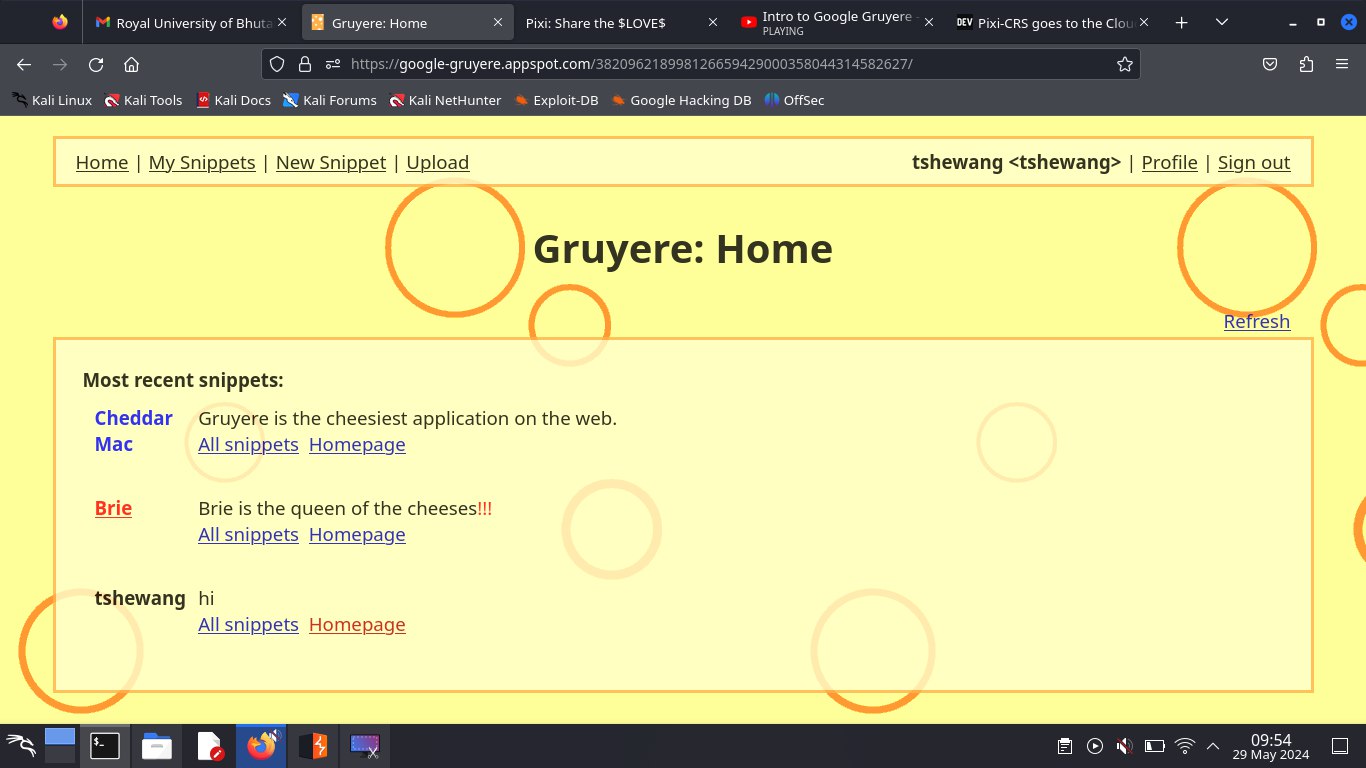 Royal University of Bhuta
Gruyere: Home
Pixi: Share the $LOVE$
Intro to Google Gruyere -
PLAYING
DEV
Pixi-CRS goes to the Clou
https://google-gruyere.appspot.com/382096218998126659429000358044314582627/
Kali Linux
Kali Tools
Kali Docs
Kali Forums
Kali NetHunter
Exploit-DB
Google Hacking DB
OffSec
Home | My Snippets | New Snippet | Upload
tshewang <tshewang> | Profile | Sign out
Gruyere: Home
Refresh
Most recent snippets:
Cheddar Mac
Gruyere is the cheesiest application on the web.
All snippets Homepage
Brie
Brie is the queen of the cheeses!!!
All snippets Homepage
tshewang
hi
All snippets Homepage
09:54
29 May 2024